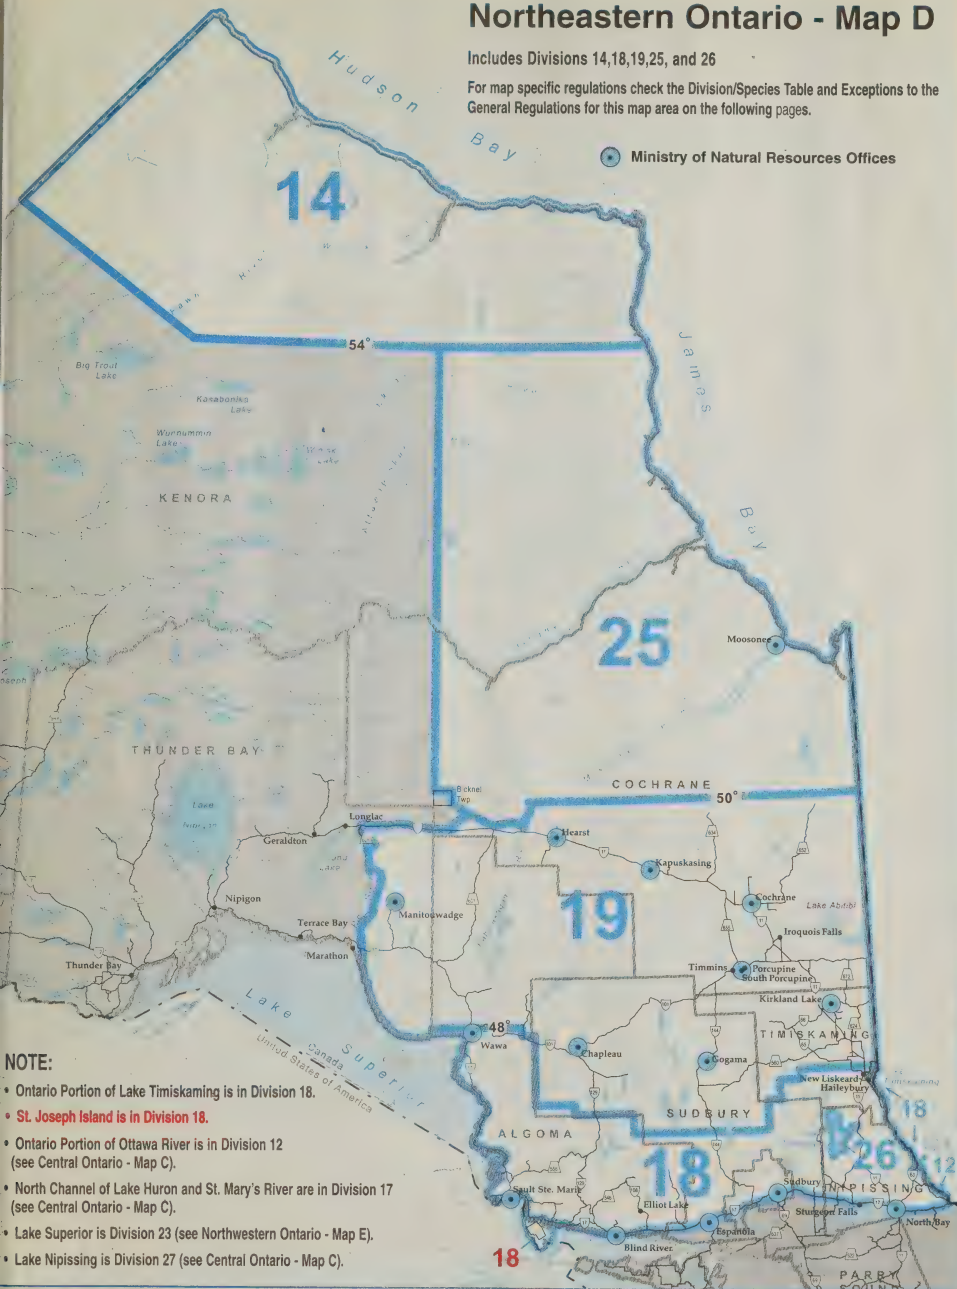 Northeastern Ontario - Map D
Includes Divisions 14,18,19,25, and 26
For map specific regulations check the Division/Species Table and Exceptions to the
General Regulations for this map area on the following pages.
Ministry of Natural Resources Offices
Hudson
Bay
14
54°
James
Bay
Big Trout
Lake
Kasabonika
Lake
Wunnummin
Lake
KENORA
25
Moosonee
THUNDER BAY
Lake
COCHRANE
50°
Bicknel
Twp.
Longlac
Geraldton
Hearst
Kapuskasing
Cochrane
Lake Abitibi
Nipigon
Manitouwadge
19
Iroquois Falls
Terrace Bay
Marathon
Thunder Bay
Timmins
Porcupine
South Porcupine
Kirkland Lake
TIMISKAMING
Lake Superior
48°
Wawa
Chapleau
Gogama
Canada
United States of America
New Liskeard
Haileybury
SUDBURY
ALGOMA
18
18
26
12
Sudbury
NIPISSING
Sault Ste. Marie
Elliot Lake
Sturgeon Falls
North Bay
Espanola
Blind River
18
PARRY
SOUND
NOTE:
• Ontario Portion of Lake Timiskaming is in Division 18.
• St. Joseph Island is in Division 18.
• Ontario Portion of Ottawa River is in Division 12
(see Central Ontario - Map C).
• North Channel of Lake Huron and St. Mary's River are in Division 17
(see Central Ontario - Map C).
• Lake Superior is Division 23 (see Northwestern Ontario - Map E).
• Lake Nipissing is Division 27 (see Central Ontario - Map C).